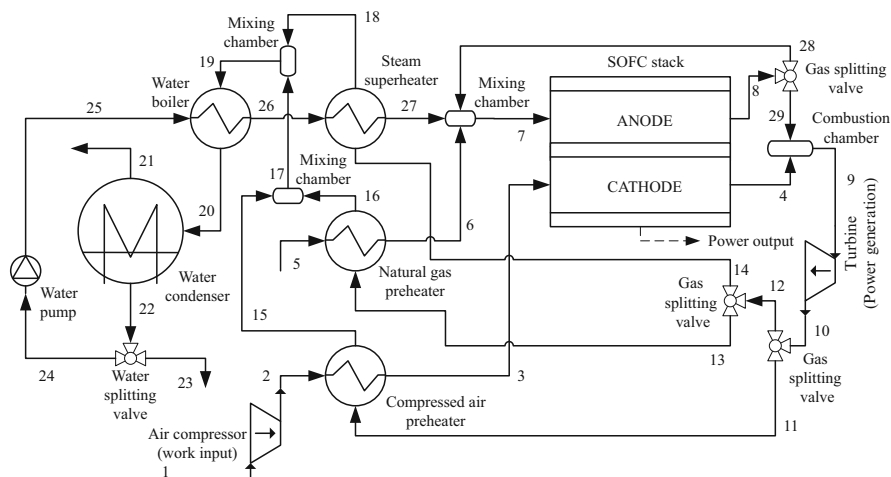 18
28
Mixing
chamber
SOFC stack
19
Steam
superheater
Gas splitting
valve
Water
boiler
Mixing
chamber
8
25
26
27
29
Combustion
chamber
7
ANODE
21
17
Mixing
chamber
9
CATHODE
4
16
20
6
Turbine
(Power generation)
Power output
5
Natural gas
preheater
Water
condenser
14
12
Gas
splitting
valve
Water
pump
22
15
10
13
24
Water
splitting
valve
23
2
3
Gas
splitting
valve
Compressed air
preheater
11
Air compressor
(work input)
1